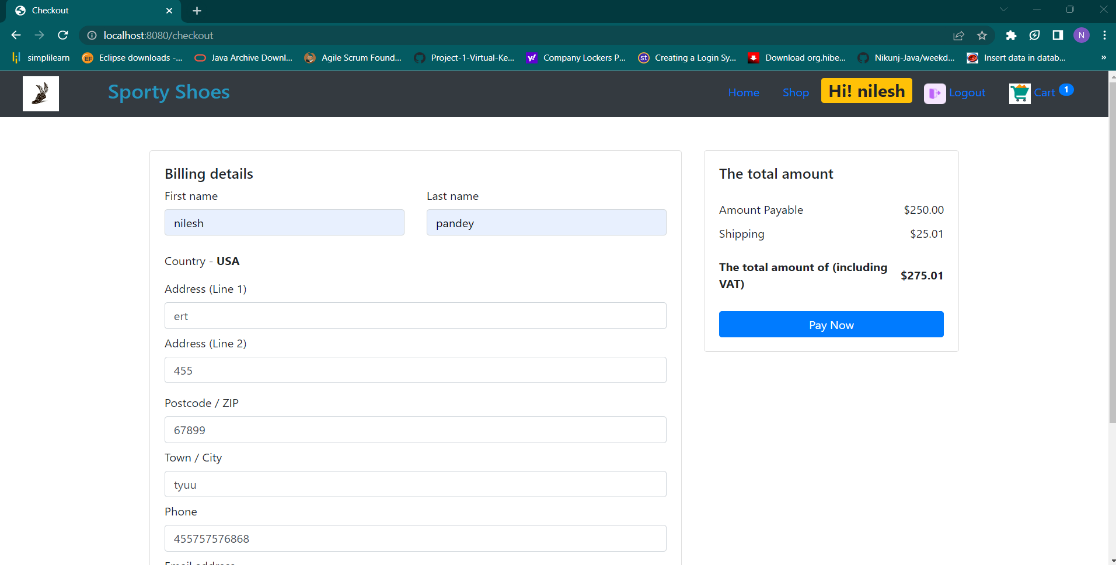 Checkout
localhost:8080/checkout
simplilearn
Eclipse downloads -...
Java Archive Downl...
Agile Scrum Found...
Project-1-Virtual-Ke...
Company Lockers P...
Creating a Login Sy...
Download org.hibe...
Nikunj-Java/weekd...
Insert data in datab...
»
N
Sporty Shoes
Home
Shop
Hi! nilesh
Logout
Cart 1
Billing details
First name
Last name
nilesh
pandey
Country - USA
Address (Line 1)
ert
Address (Line 2)
455
Postcode / ZIP
67899
Town / City
tyuu
Phone
455757576868
Email address
The total amount
Amount Payable $250.00
Shipping $25.01
The total amount of (including
VAT) $275.01
Pay Now